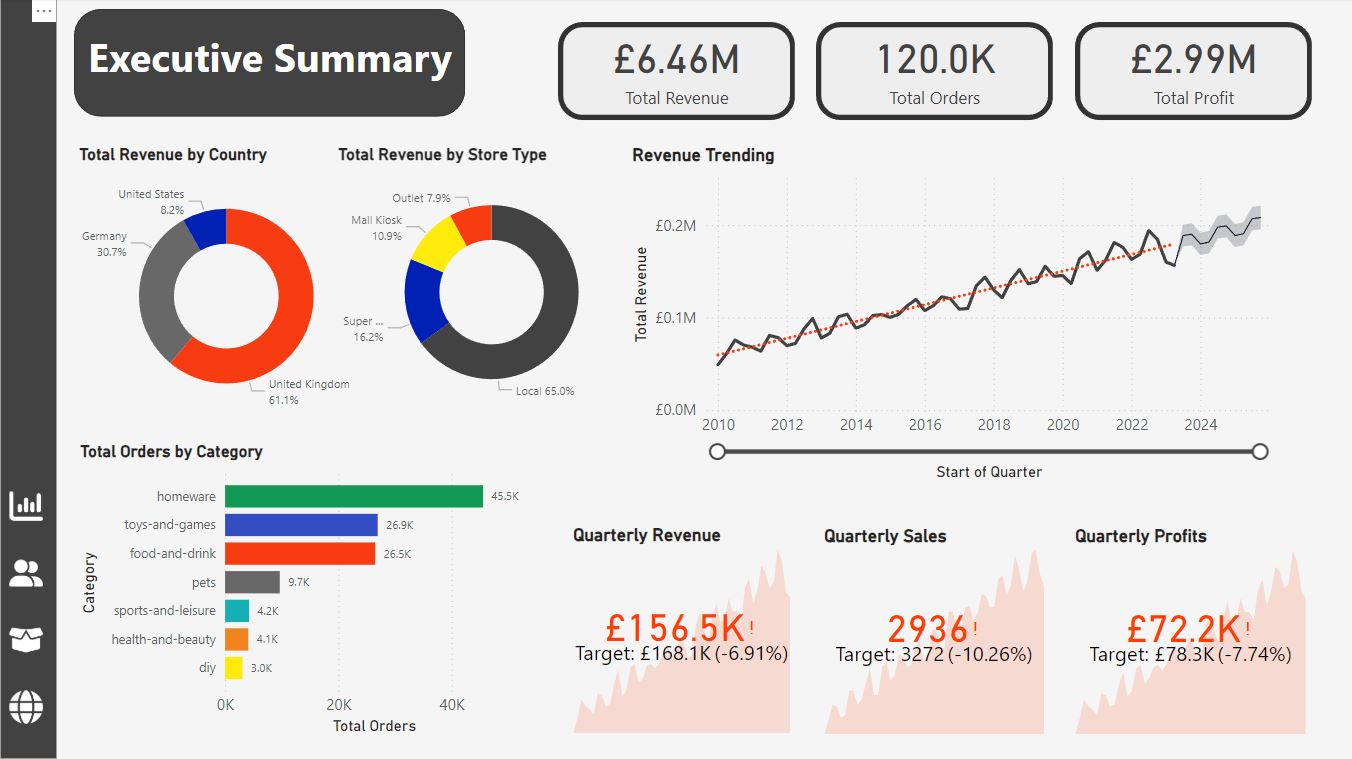 ...
Executive Summary
£6.46M
Total Revenue
120.0K
Total Orders
£2.99M
Total Profit
Total Revenue by Country
United States
8.2%
Germany
30.7%
United Kingdom
61.1%
Total Revenue by Store Type
Outlet 7.9%
Mall Kiosk
10.9%
Super ...
16.2%
Local 65.0%
Revenue Trending
Total Revenue
£0.2M
£0.1M
£0.0M
2010 2012 2014 2016 2018 2020 2022 2024
Start of Quarter
Total Orders by Category
Category
homeware 45.5K
toys-and-games 26.9K
food-and-drink 26.5K
pets 9.7K
sports-and-leisure 4.2K
health-and-beauty 4.1K
diy 3.0K
0K 20K 40K
Total Orders
Quarterly Revenue
£156.5K!
Target: £168.1K (-6.91%)
Quarterly Sales
2936!
Target: 3272 (-10.26%)
Quarterly Profits
£72.2K!
Target: £78.3K (-7.74%)